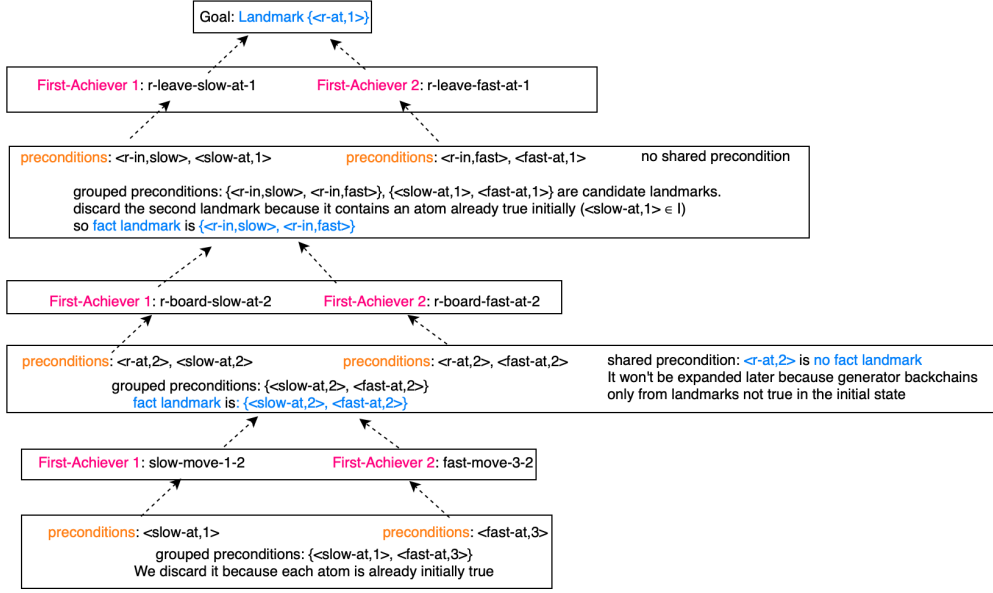 Goal: Landmark {<r-at,1>}
First-Achiever 1: r-leave-slow-at-1 First-Achiever 2: r-leave-fast-at-1
preconditions: <r-in,slow>, <slow-at,1> preconditions: <r-in,fast>, <fast-at,1> no shared precondition
grouped preconditions: {<r-in,slow>, <r-in,fast>}, {<slow-at,1>, <fast-at,1>} are candidate landmarks.
discard the second landmark because it contains an atom already true initially (<slow-at,1> ∈ I)
so fact landmark is {<r-in,slow>, <r-in,fast>}
First-Achiever 1: r-board-slow-at-2 First-Achiever 2: r-board-fast-at-2
preconditions: <r-at,2>, <slow-at,2> preconditions: <r-at,2>, <fast-at,2> shared precondition: <r-at,2> is no fact landmark
It won't be expanded later because generator backchains
grouped preconditions: {<slow-at,2>, <fast-at,2>}
only from landmarks not true in the initial state
fact landmark is: {<slow-at,2>, <fast-at,2>}
First-Achiever 1: slow-move-1-2 First-Achiever 2: fast-move-3-2
preconditions: <slow-at,1> preconditions: <fast-at,3>
grouped preconditions: {<slow-at,1>, <fast-at,3>}
We discard it because each atom is already initially true